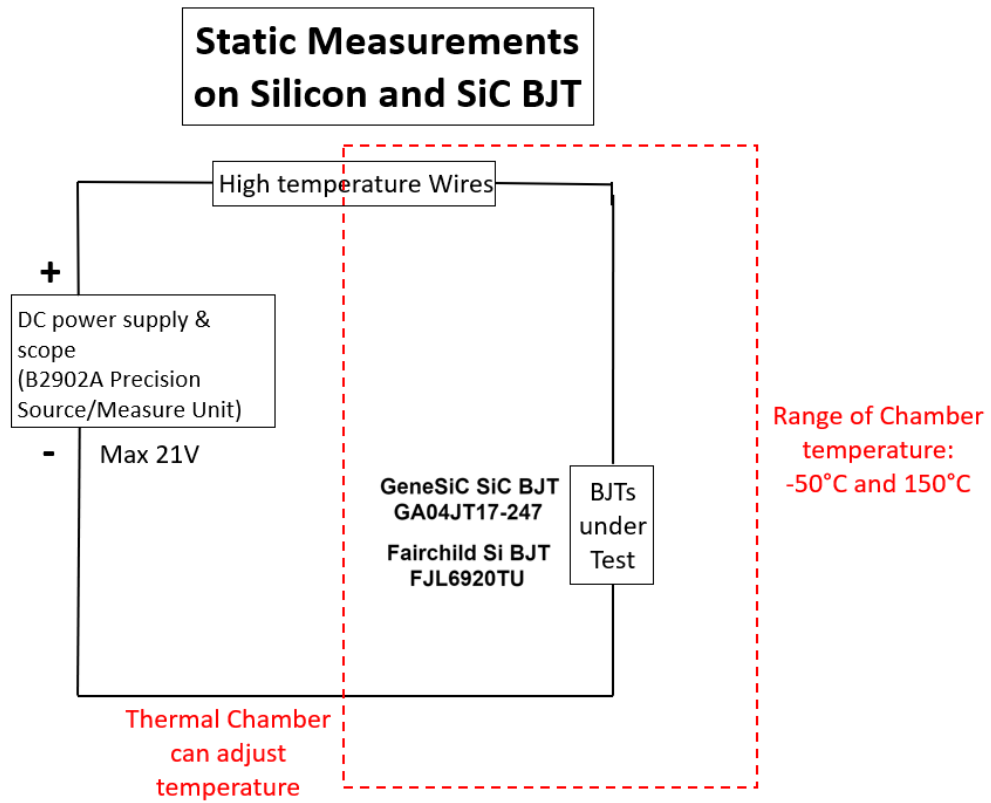 Static Measurements
on Silicon and SiC BJT
High temperature Wires
+
DC power supply &
scope
(B2902A Precision
Source/Measure Unit)
-
Max 21V
GeneSiC SiC BJT
GA04JT17-247
Fairchild Si BJT
FJL6920TU
BJTs
under
Test
Range of Chamber
temperature:
-50°C and 150°C
Thermal Chamber
can adjust
temperature